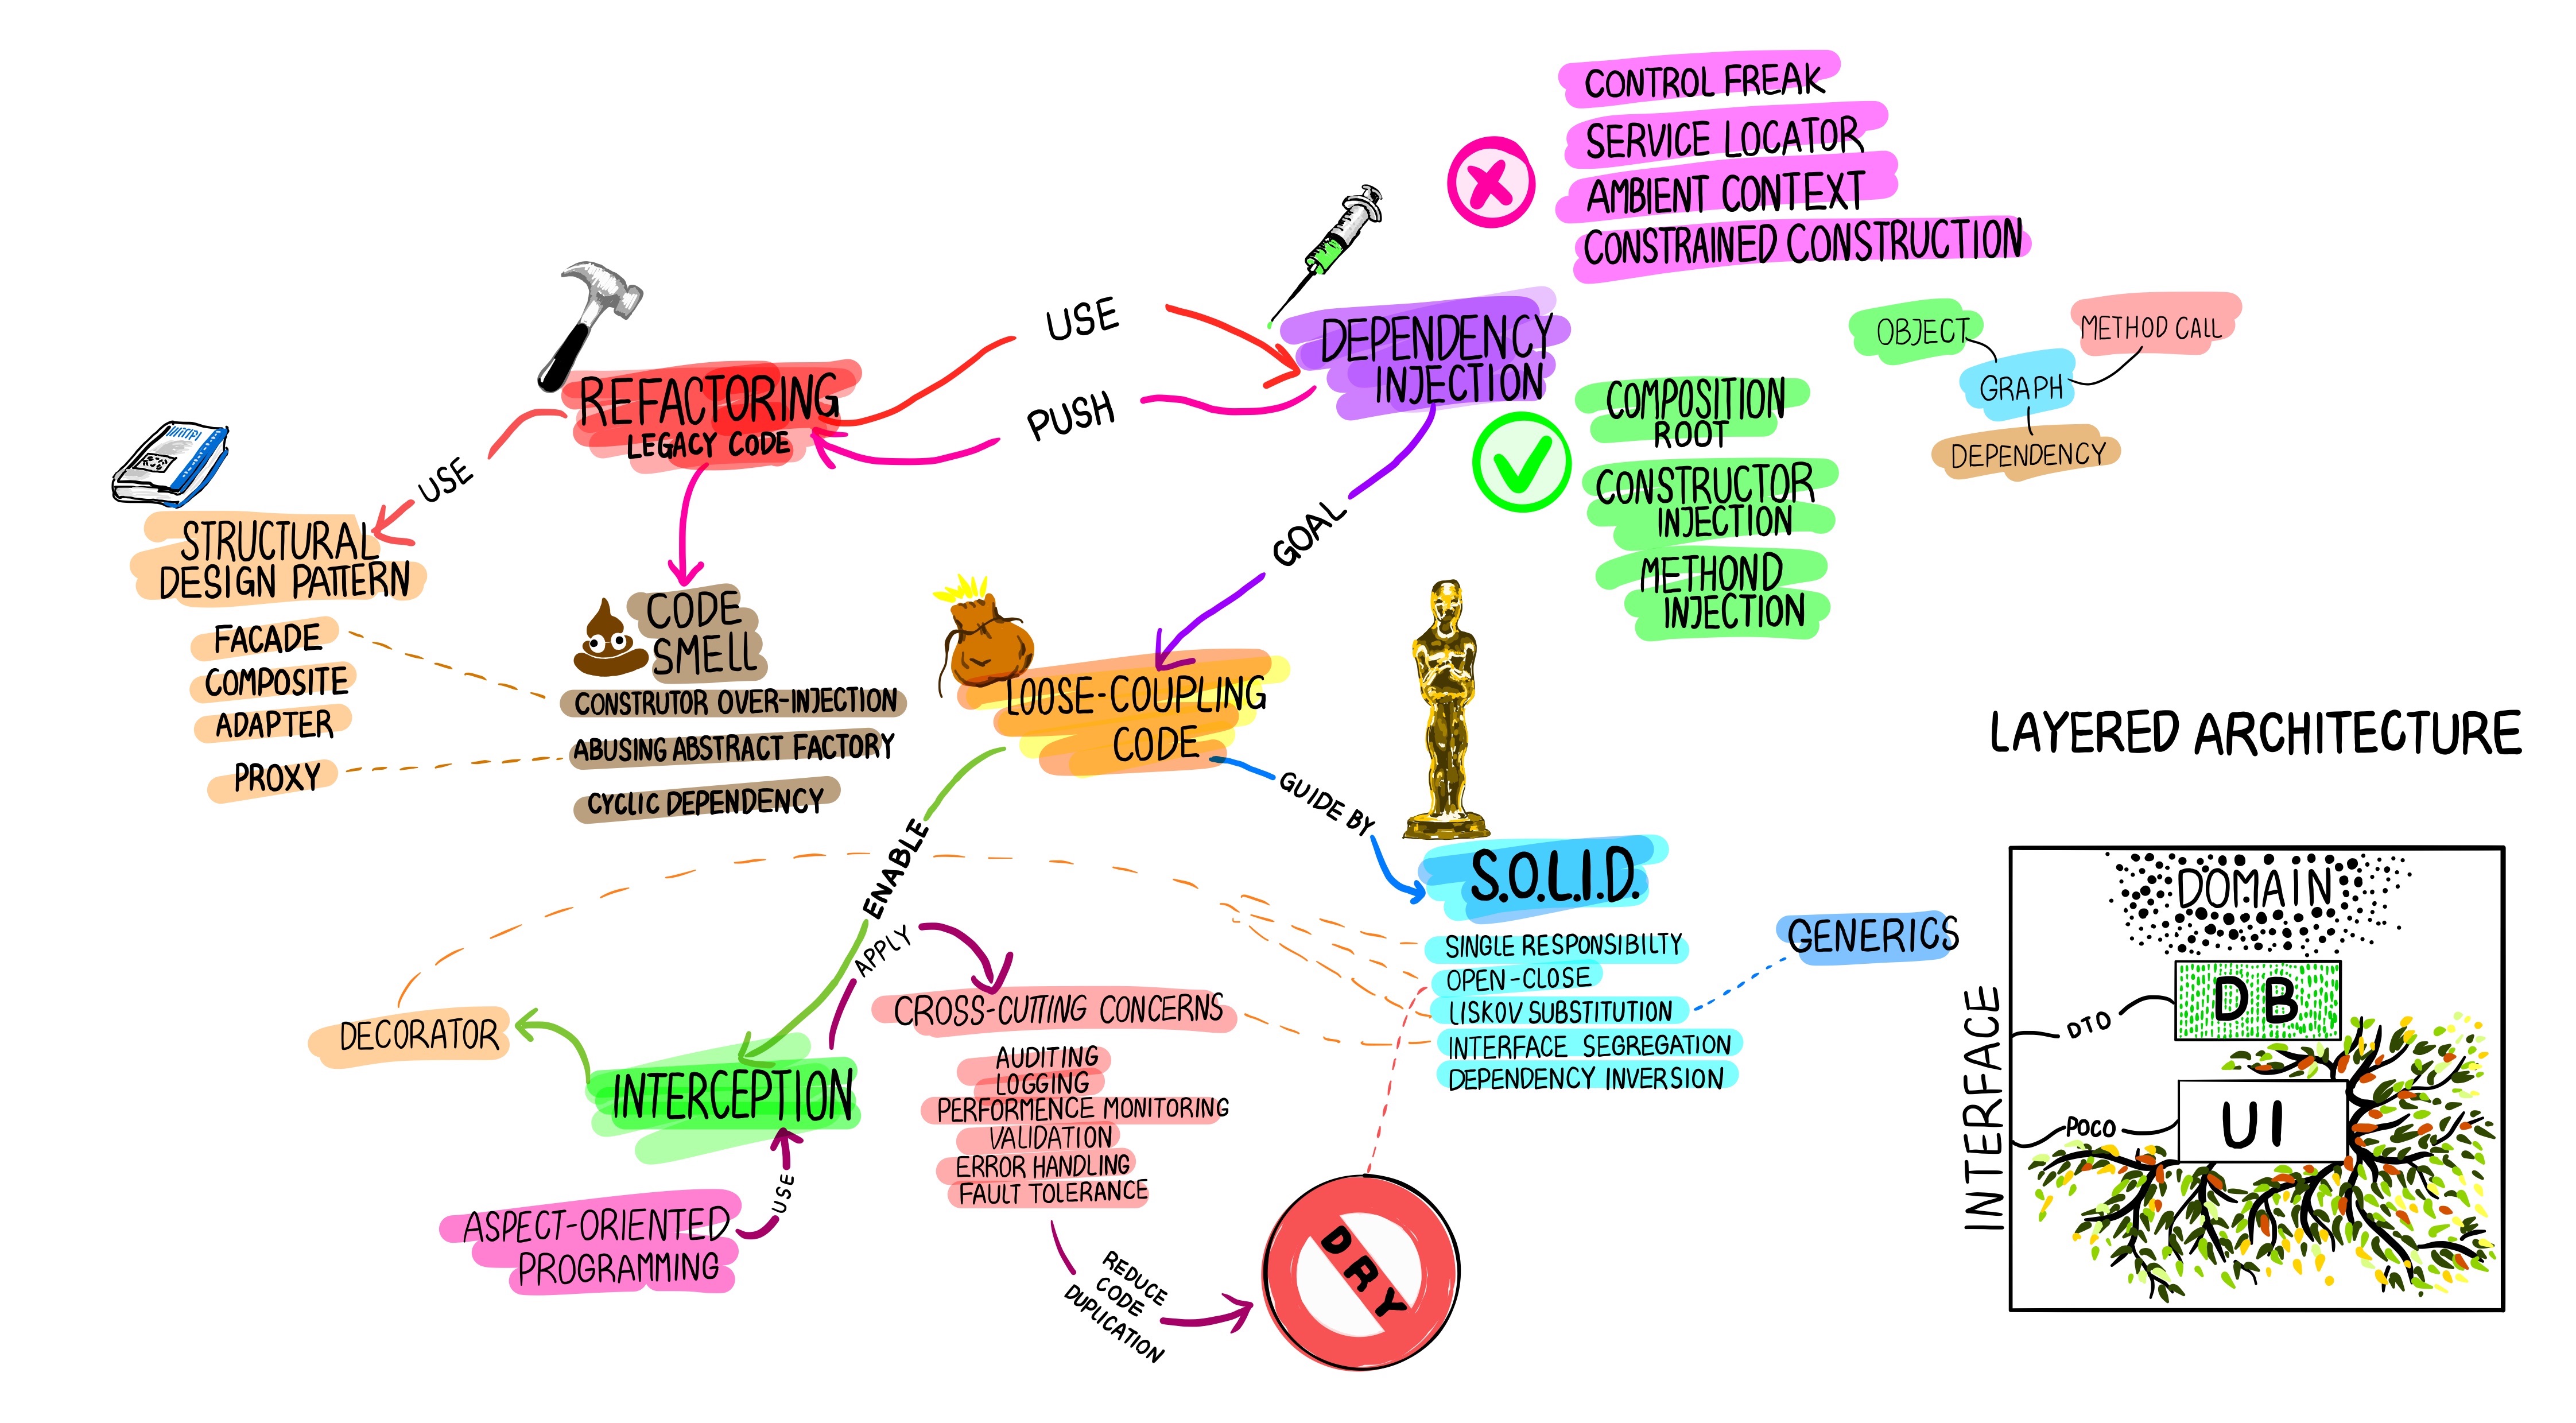 CONTROL FREAK
SERVICE LOCATOR
AMBIENT CONTEXT
CONSTRAINED CONSTRUCTION
DEPENDENCY
INJECTION
COMPOSITION
ROOT
CONSTRUCTOR
INJECTION
METHOND
INJECTION
OBJECT
METHOD CALL
GRAPH
DEPENDENCY
USE
PUSH
REFACTORING
LEGACY CODE
USE
STRUCTURAL
DESIGN PATTERN
FACADE
COMPOSITE
ADAPTER
PROXY
CODE
SMELL
CONSTRUTOR OVER-INJECTION
ABUSING ABSTRACT FACTORY
CYCLIC DEPENDENCY
GOAL
LOOSE-COUPLING
CODE
GUIDE BY
S.O.L.I.D.
SINGLE RESPONSIBILTY
OPEN-CLOSE
LISKOV SUBSTITUTION
INTERFACE SEGREGATION
DEPENDENCY INVERSION
GENERICS
ENABLE
APPLY
DECORATOR
INTERCEPTION
USE
ASPECT-ORIENTED
PROGRAMMING
CROSS-CUTTING CONCERNS
AUDITING
LOGGING
PERFORMENCE MONITORING
VALIDATION
ERROR HANDLING
FAULT TOLERANCE
REDUCE
CODE
DUPLICATION
DRY
LAYERED ARCHITECTURE
INTERFACE
DOMAIN
DB
DTO
UI
POCO